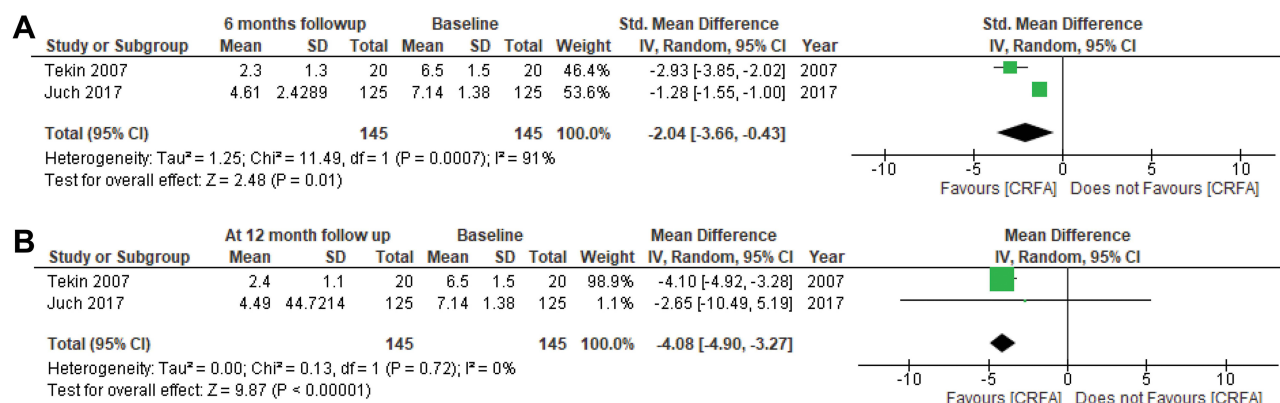 A
6 months followup Baseline Std. Mean Difference Std. Mean Difference
Study or Subgroup Mean SD Total Mean SD Total Weight IV, Random, 95% CI Year IV, Random, 95% CI
Tekin 2007 2.3 1.3 20 6.5 1.5 20 46.4% -2.93 [-3.85, -2.02] 2007
Juch 2017 4.61 2.4289 125 7.14 1.38 125 53.6% -1.28 [-1.55, -1.00] 2017
Total (95% CI) 145 145 100.0% -2.04 [-3.66, -0.43]
Heterogeneity: Tau² = 1.25; Chi² = 11.49, df = 1 (P = 0.0007); I² = 91%
Test for overall effect: Z = 2.48 (P = 0.01)
-10 -5 0 5 10
Favours [CRFA] Does not Favours [CRFA]
B
At 12 month follow up Baseline Mean Difference Mean Difference
Study or Subgroup Mean SD Total Mean SD Total Weight IV, Random, 95% CI Year IV, Random, 95% CI
Tekin 2007 2.4 1.1 20 6.5 1.5 20 98.9% -4.10 [-4.92, -3.28] 2007
Juch 2017 4.49 44.7214 125 7.14 1.38 125 1.1% -2.65 [-10.49, 5.19] 2017
Total (95% CI) 145 145 100.0% -4.08 [-4.90, -3.27]
Heterogeneity: Tau² = 0.00; Chi² = 0.13, df = 1 (P = 0.72); I² = 0%
Test for overall effect: Z = 9.87 (P < 0.00001)
-10 -5 0 5 10
Favours [CRFA] Does not Favours [CRFA]